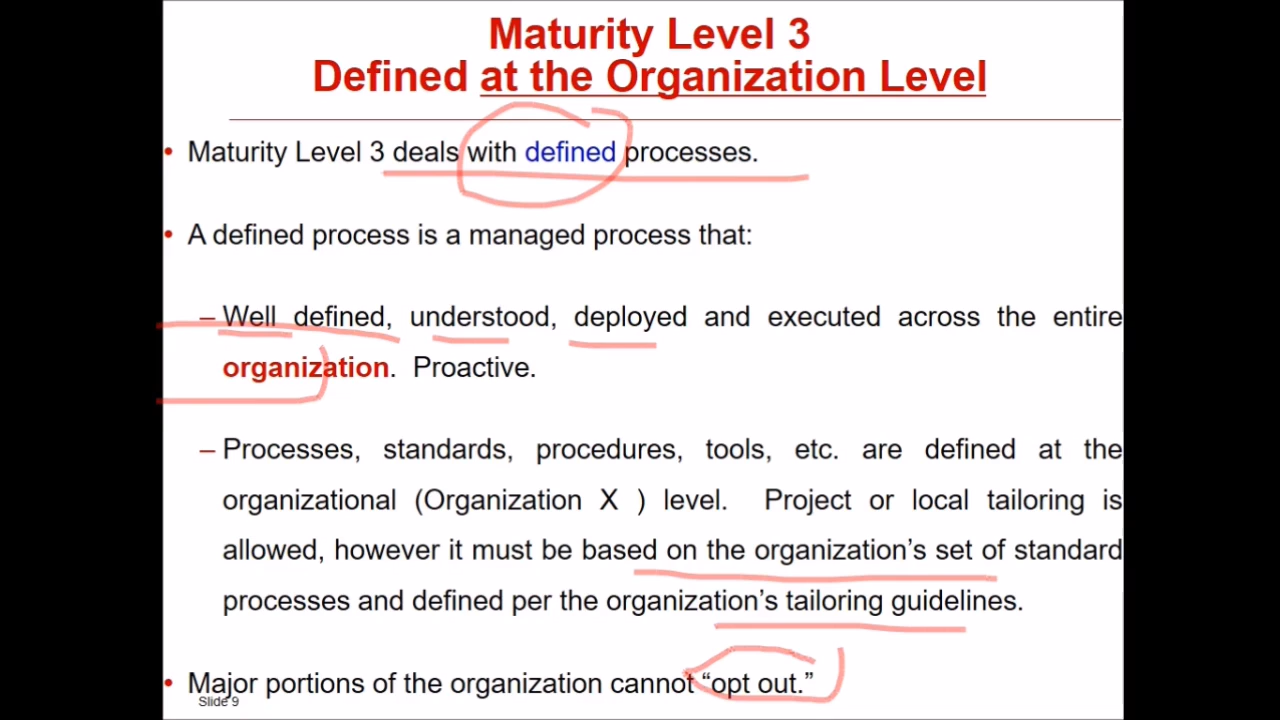 Maturity Level 3
Defined at the Organization Level
• Maturity Level 3 deals with defined processes.
• A defined process is a managed process that:
– Well defined, understood, deployed and executed across the entire
organization. Proactive.
– Processes, standards, procedures, tools, etc. are defined at the
organizational (Organization X ) level. Project or local tailoring is
allowed, however it must be based on the organization's set of standard
processes and defined per the organization's tailoring guidelines.
• Major portions of the organization cannot “opt out.”
Slide 9